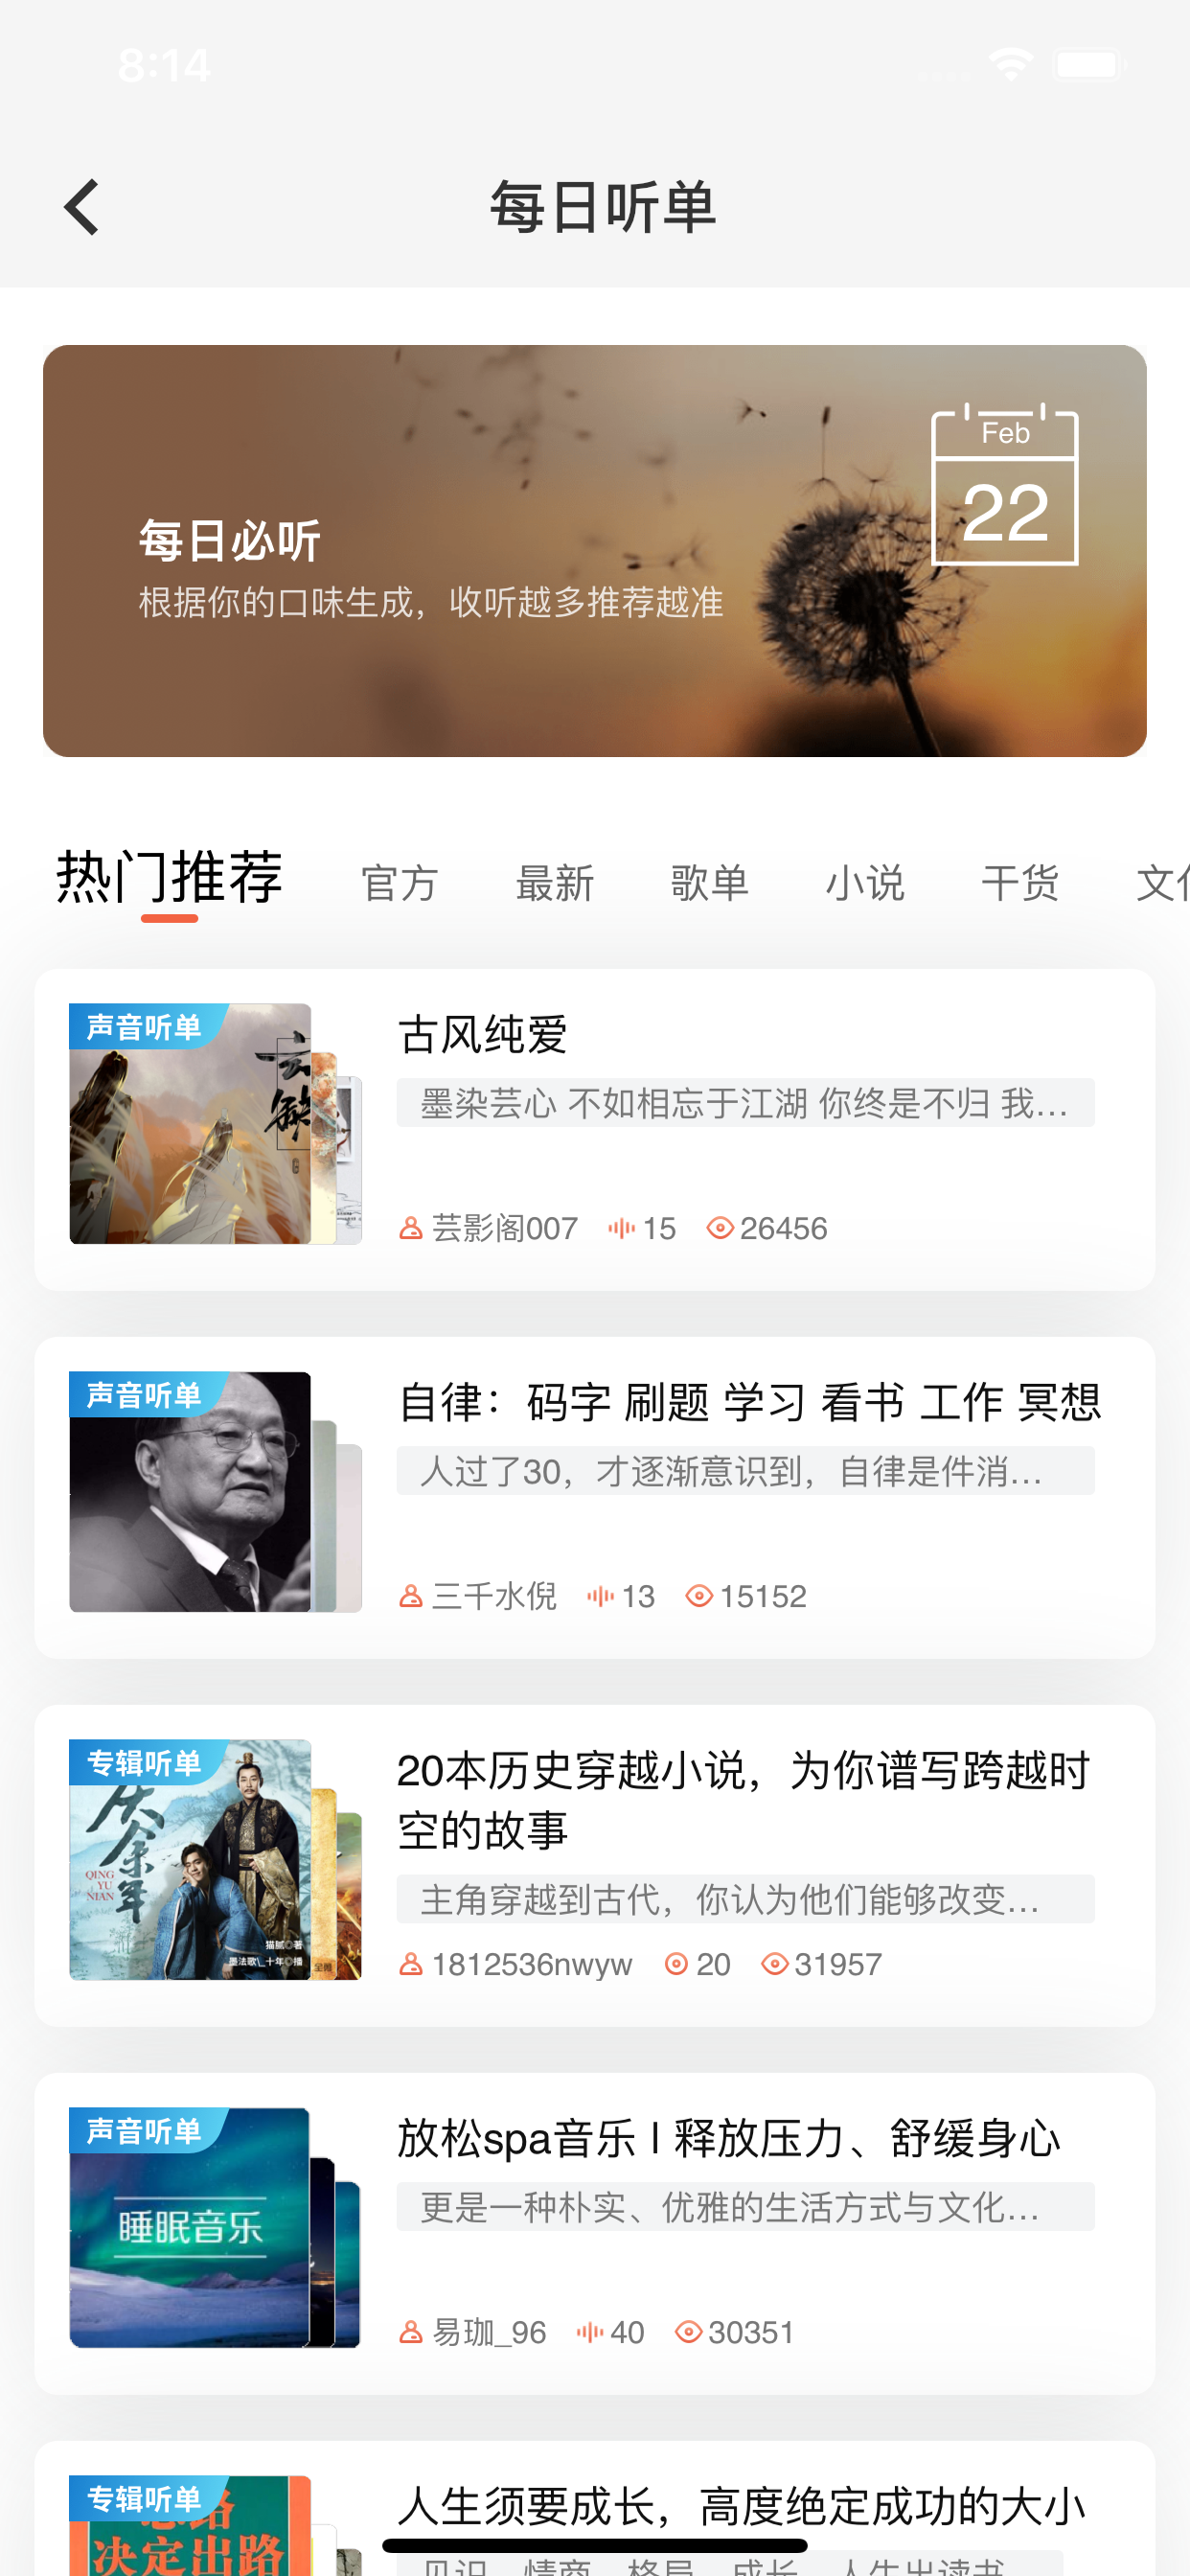 8:14
每日听单
Feb
22
每日必听
根据你的口味生成，收听越多推荐越准
热门推荐 官方 最新 歌单 小说 干货
声音听单
古风纯爱
墨染芸心 不如相忘于江湖 你终是不归 我...
芸影阁007 15 26456
声音听单
自律：码字 刷题 学习 看书 工作 冥想
人过了30，才逐渐意识到，自律是件消...
三千水倪 13 15152
专辑听单
庆余年
QING
YU
NIAN
猫腻◎著
20本历史穿越小说，为你谱写跨越时
空的故事
主角穿越到古代，你认为他们能够改变...
1812536nwyw 20 31957
声音听单
睡眠音乐
放松spa音乐 l 释放压力、舒缓身心
更是一种朴实、优雅的生活方式与文化...
易珈_96 40 30351
专辑听单
决定出路
人生须要成长，高度绝定成功的大小